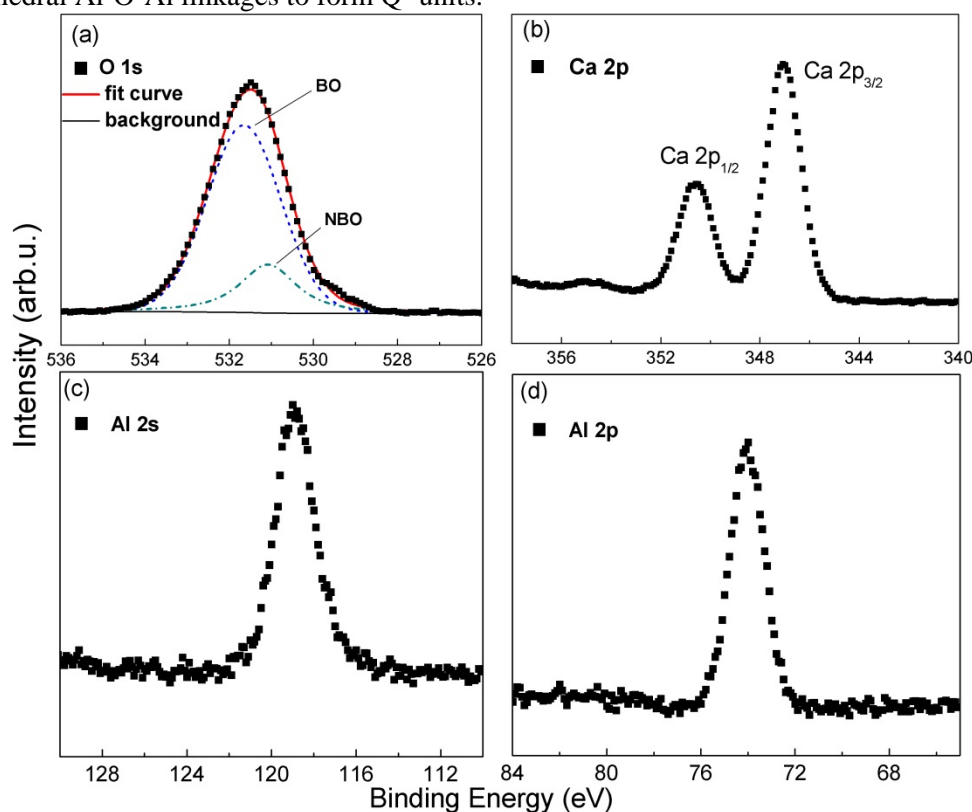 hedral Al-O-Al linkages to form Q units.
(a)
■ O 1s
fit curve
background
BO
NBO
536 534 532 530 528 526
(b)
■ Ca 2p
Ca 2p1/2
Ca 2p3/2
356 352 348 344 340
(c)
■ Al 2s
128 124 120 116 112
(d)
■ Al 2p
84 80 76 72 68
Intensity (arb.u.)
Binding Energy (eV)